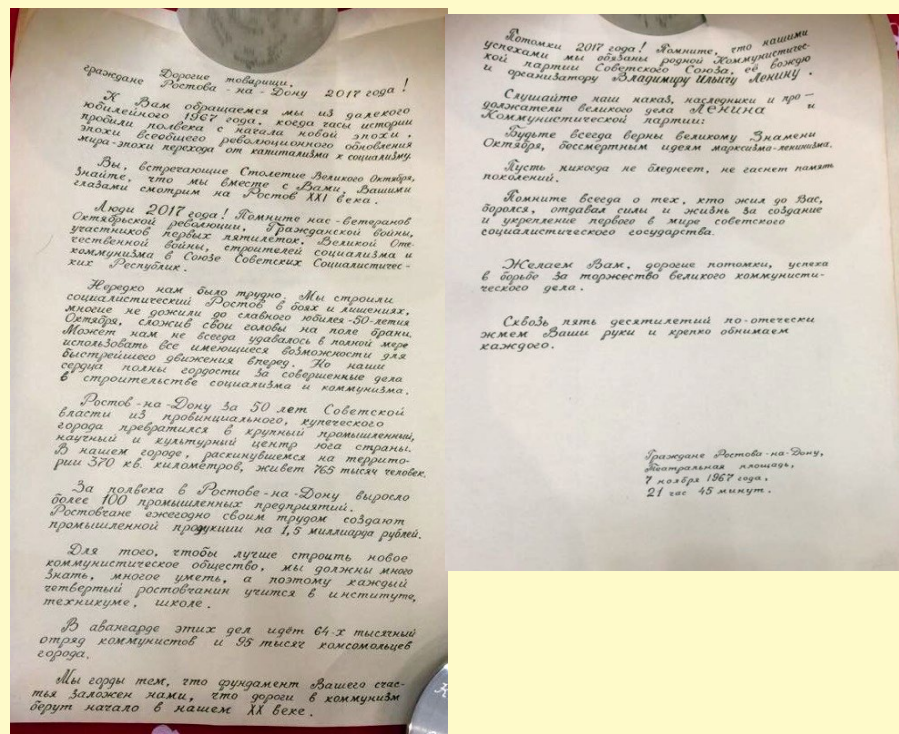 Дорогие товарищи,
граждане Ростова-на-Дону 2017 года!
К Вам обращаемся мы из далекого
юбилейного 1967 года, когда часы истории
пробили полвека с начала новой эпохи,
эпохи всеобщего революционного обновления
мира-эпохи перехода от капитализма к социализму.
Вы, встречающие Столетие Великого Октября,
знайте, что мы вместе с Вами, Вашими
глазами смотрим на Ростов XXI века.
Люди 2017 года! Помните нас-ветеранов
Октябрьской революции, Гражданской войны,
участников первых пятилеток, Великой Оте-
чественной войны, строителей социализма и
коммунизма в Союзе Советских Социалистичес-
ких Республик.
Нередко нам было трудно. Мы строили
социалистический Ростов в боях и лишениях,
многие не дожили до славного юбилея-50-летия
Октября, сложив свои головы на поле брани.
Может нам не всегда удавалось в полной мере
использовать все имеющиеся возможности для
быстрейшего движения вперед. Но наши
сердца полны гордости за совершенные дела
в строительстве социализма и коммунизма.
Ростов-на-Дону за 50 лет Советской
власти из провинциального, купеческого
города превратился в крупный промышленный,
научный и культурный центр юга страны.
В нашем городе, раскинувшемся на террито-
рии 370 кв. километров, живет 765 тысяч человек.
За полвека в Ростове-на-Дону выросло
более 100 промышленных предприятий.
Ростовчане ежегодно своим трудом создают
промышленной продукции на 1,5 миллиарда рублей.
Для того, чтобы лучше строить новое
коммунистическое общество, мы должны много
знать, многое уметь, а поэтому каждый
четвертый ростовчанин учится в институте,
техникуме, школе.
В авангарде этих дел идёт 64-х тысячный
отряд коммунистов и 95 тысяч комсомольцев
города.
Мы горды тем, что фундамент Вашего счас-
тья заложен нами, что дороги в коммунизм
берут начало в нашем XX веке.
Потомки 2017 года! Помните, что нашими
успехами мы обязаны родной Коммунистичес-
кой партии Советского Союза, её вождю
и организатору Владимиру Ильичу Ленину.
Слушайте наш наказ, наследники и про-
должатели великого дела Ленина и
Коммунистической партии:
Будьте всегда верны великому Знамени
Октября, бессмертным идеям марксизма-ленинизма.
Пусть никогда не бледнеет, не гаснет память
поколений.
Помните всегда о тех, кто жил до Вас,
боролся, отдавал силы и жизнь за создание
и укрепление первого в мире советского
социалистического государства.
Желаем Вам, дорогие потомки, успеха
в борьбе за торжество великого коммунисти-
ческого дела.
Сквозь пять десятилетий по-отечески
жмем Ваши руки и крепко обнимаем
каждого.
Граждане Ростова-на-Дону,
Театральная площадь,
7 ноября 1967 года,
21 час 45 минут.